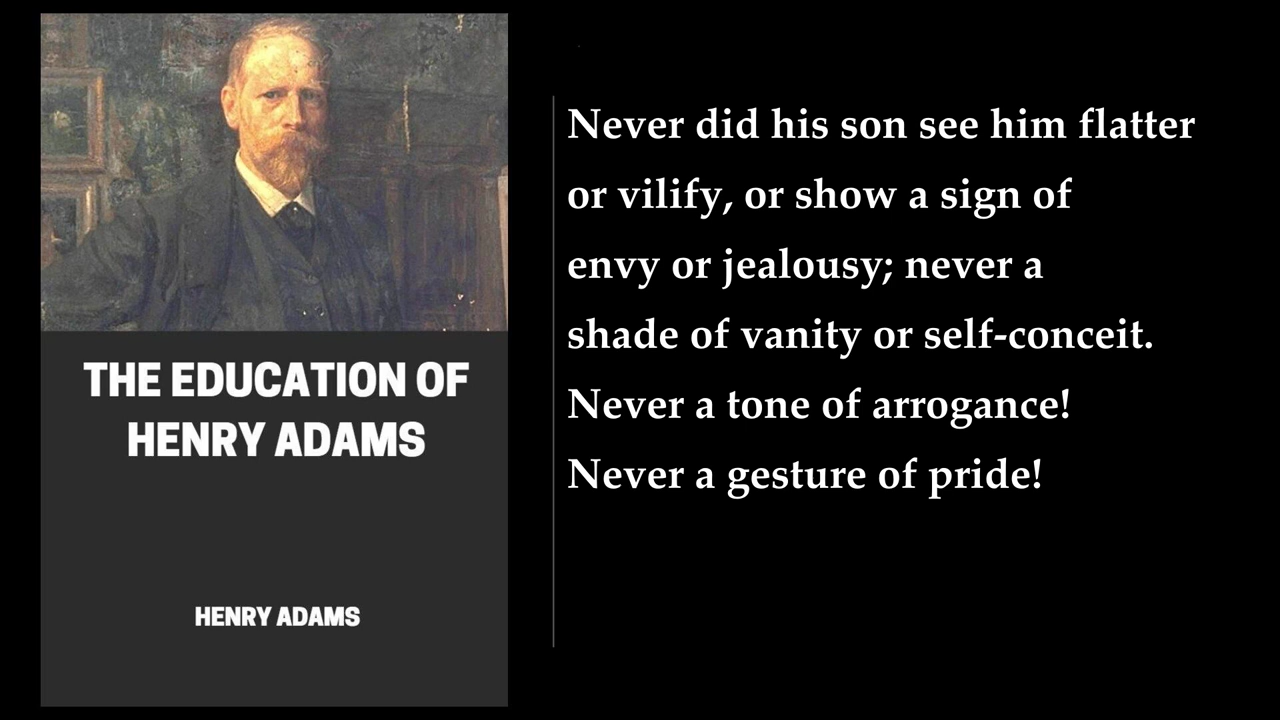 THE EDUCATION OF
HENRY ADAMS
HENRY ADAMS
Never did his son see him flatter
or vilify, or show a sign of
envy or jealousy; never a
shade of vanity or self-conceit.
Never a tone of arrogance!
Never a gesture of pride!